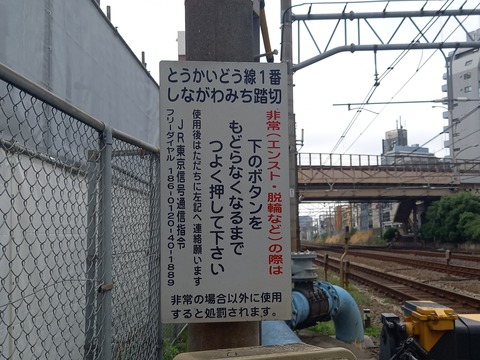 とうかいどう線1番
しながわみち踏切
非常(エンスト・脱輪など)の際は
下のボタンを
もどらなくなるまで
つよく押して下さい
使用後はただちに左記へ連絡願います
JR東京信号通信指令
フリーダイヤル 186-0120-40-1889
非常の場合以外に使用
すると処罰されます。